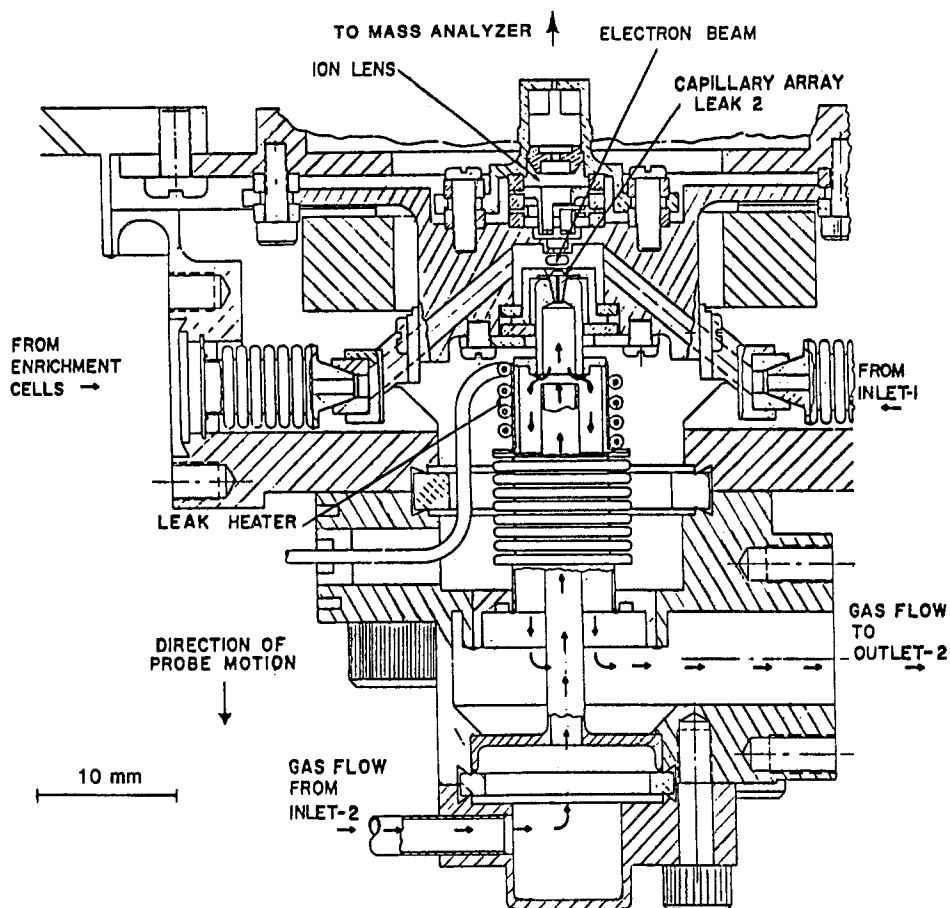 TO MASS ANALYZER
ELECTRON BEAM
ION LENS
CAPILLARY ARRAY
LEAK 2
FROM
ENRICHMENT
CELLS
FROM
INLET-1
LEAK HEATER
DIRECTION OF
PROBE MOTION
GAS FLOW
TO
OUTLET-2
10 mm
GAS FLOW
FROM
INLET-2